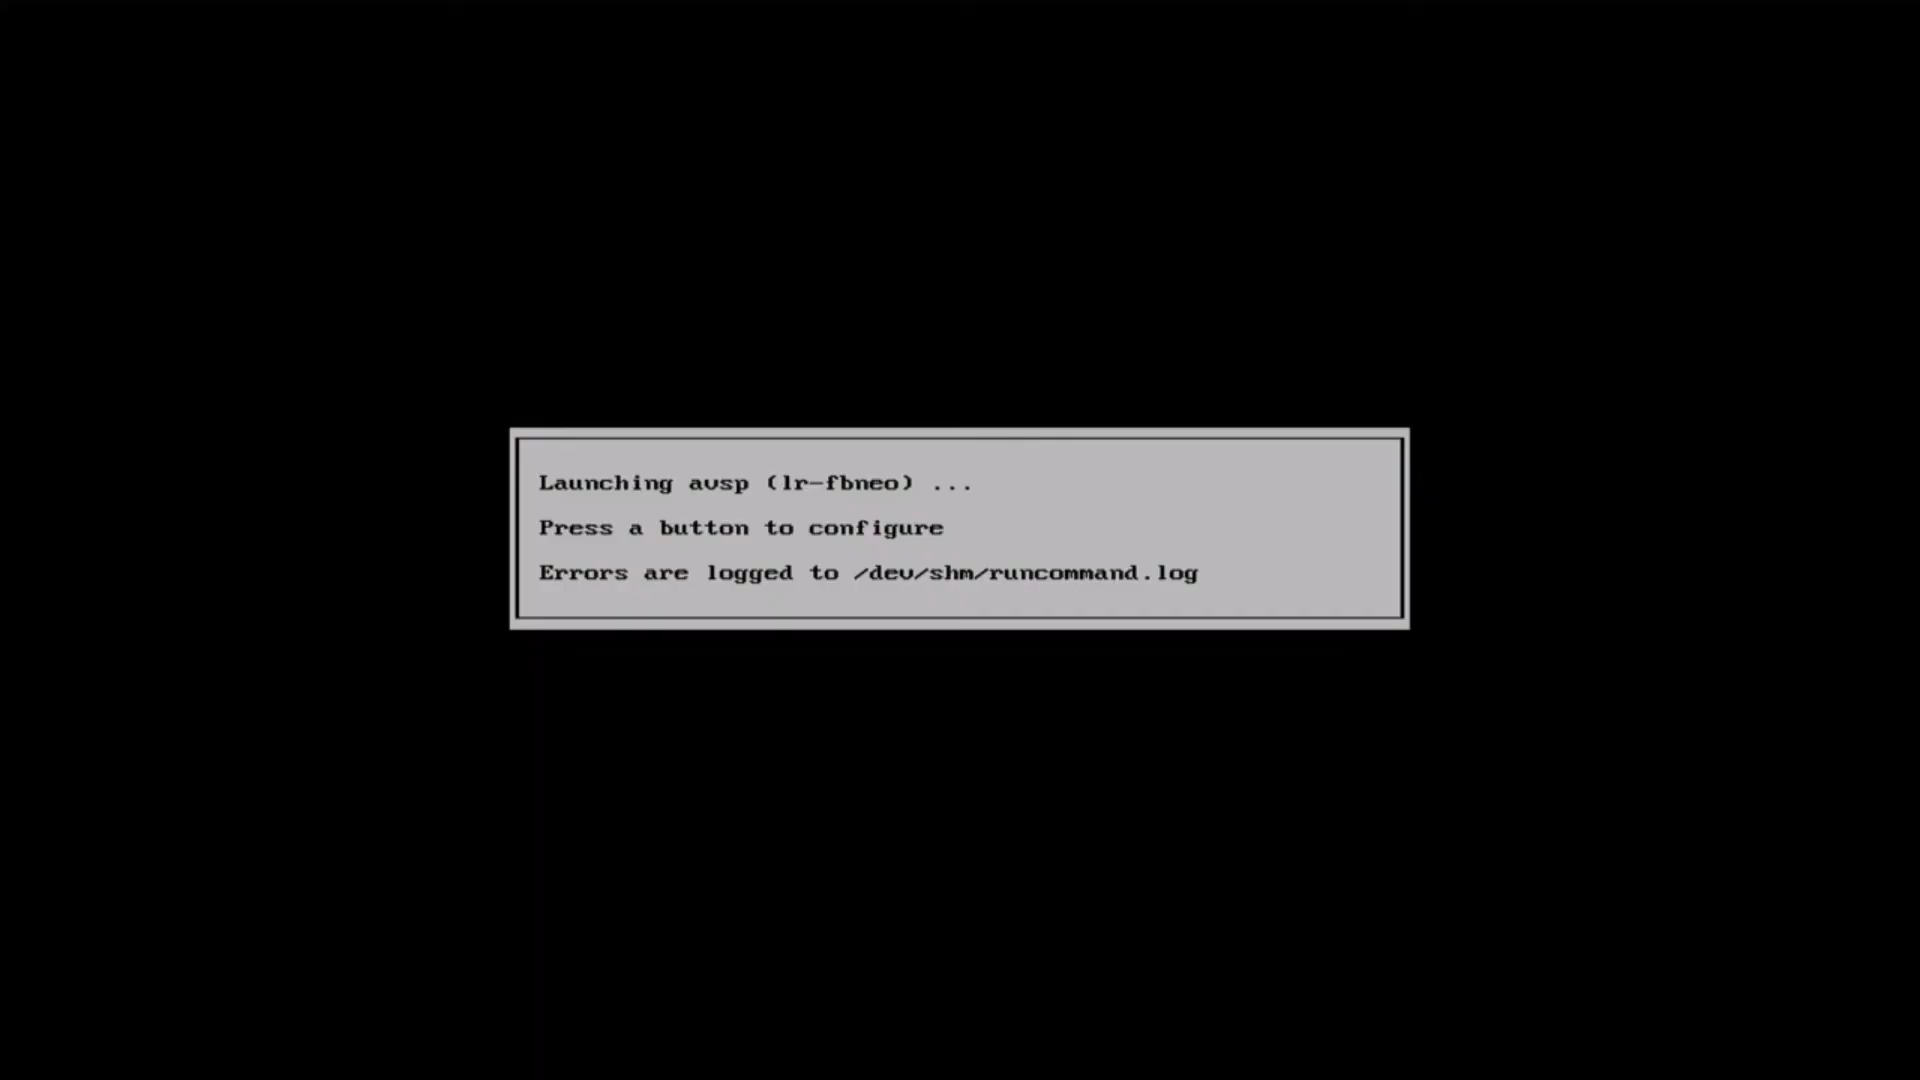 Launching avsp (lr-fbneo) ...
Press a button to configure
Errors are logged to /dev/shm/runcommand.log